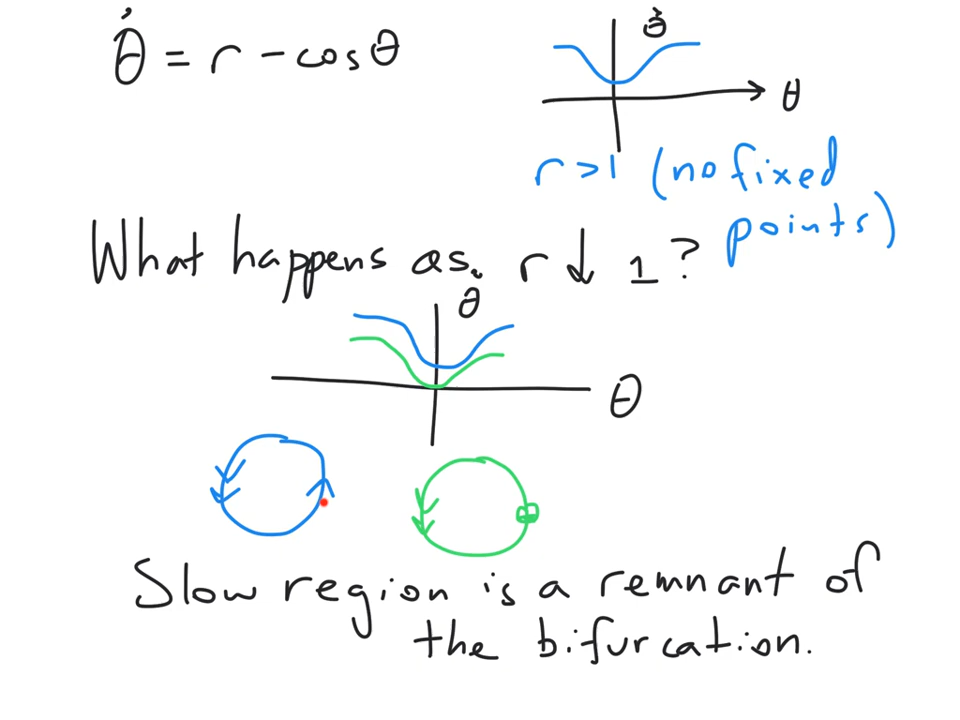 θ̇ = r - cos θ
θ̇
θ
r > 1 (no fixed
points)
What happens as r ↓ 1?
θ
θ
Slow region is a remnant of
the bifurcation.